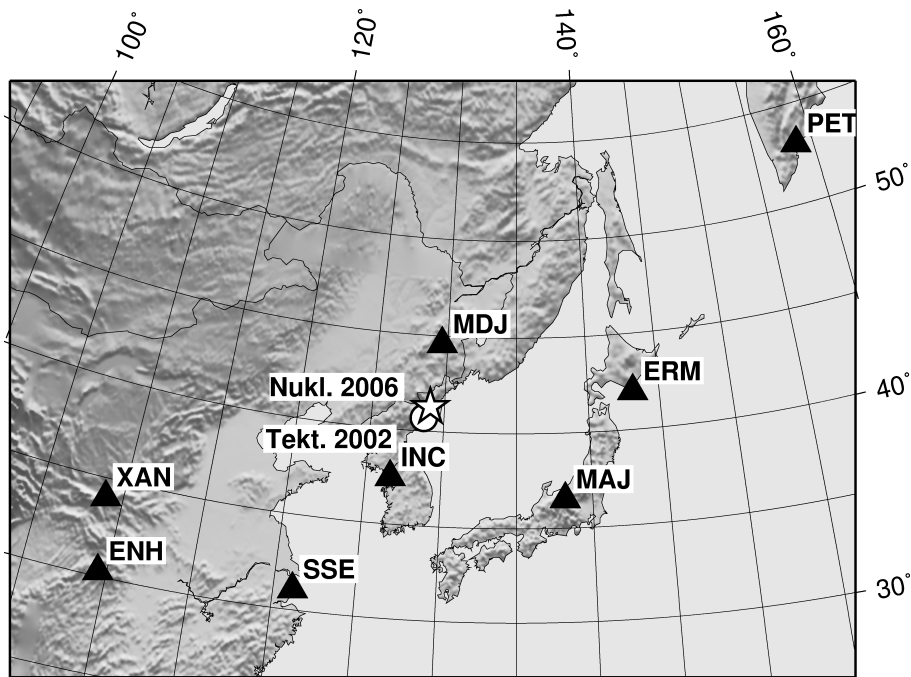 100°
120°
140°
160°
PET
50°
MDJ
ERM
Nukl. 2006
40°
Tekt. 2002
INC
XAN
MAJ
ENH
SSE
30°